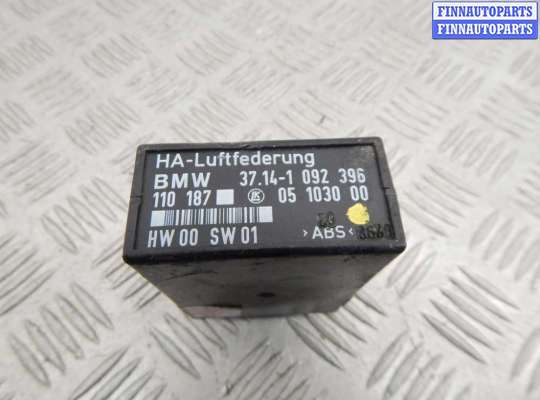 FINNAUTOPARTS
FINNAUTOPARTS
HA-Luftfederung
BMW 37.14-1 092 396
110 187 05 1030 00
HW 00 SW 01 >ABS<